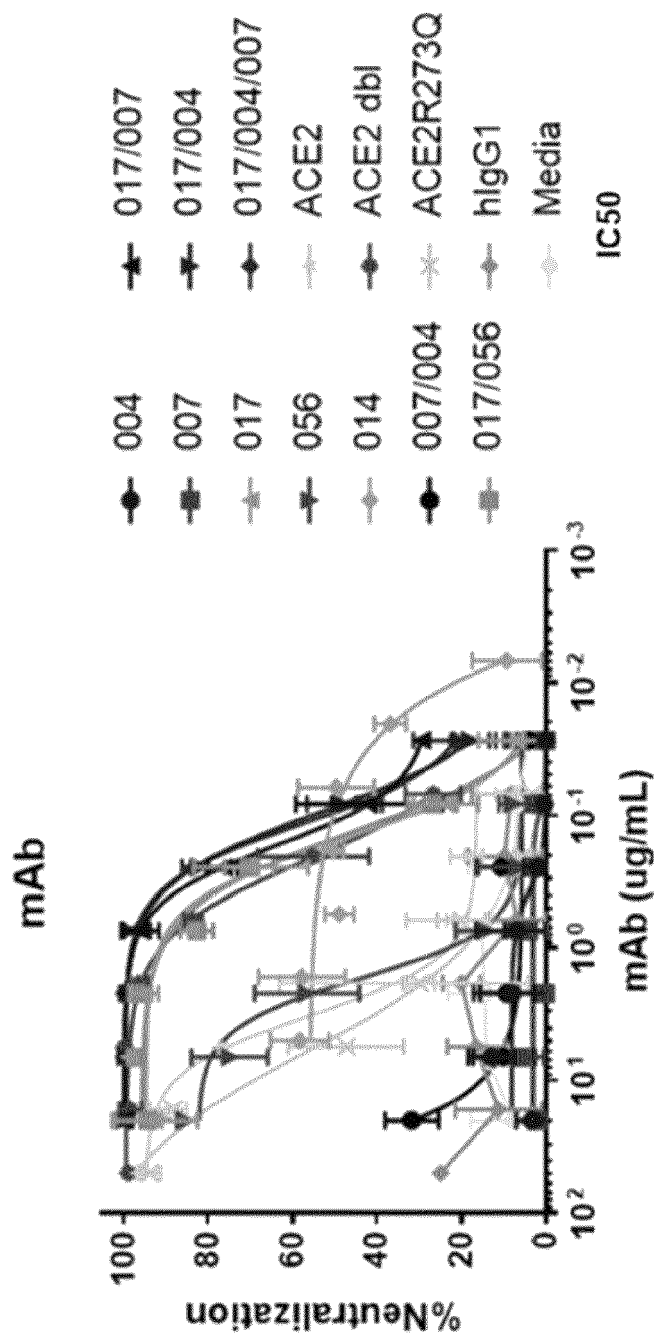 mAb
%Neutralization
100
80
60
40
20
0
10² 10¹ 10⁰ 10⁻¹ 10⁻² 10⁻³
mAb (ug/mL)
004
007
017
056
014
007/004
017/056
017/007
017/004
017/004/007
ACE2
ACE2 dbl
ACE2R273Q
hIgG1
Media
IC50